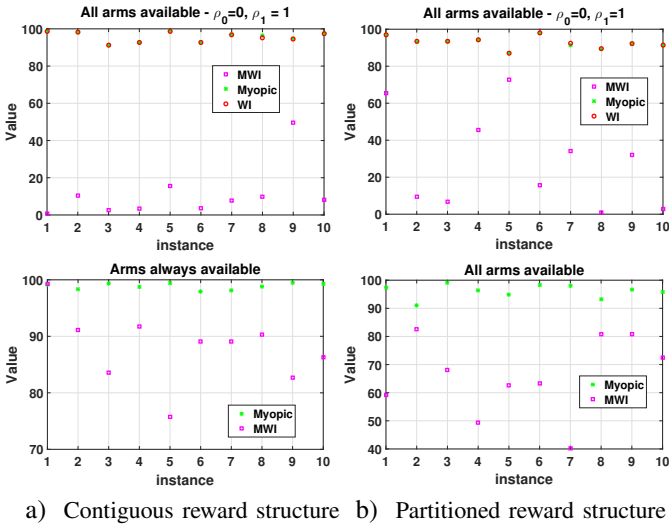 All arms available - ρ0=0, ρ1 = 1
100
80
60
40
20
0
Value
MWI
Myopic
WI
1 2 3 4 5 6 7 8 9 10
instance
All arms available - ρ0=0, ρ1=1
100
80
60
40
20
0
Value
MWI
Myopic
WI
1 2 3 4 5 6 7 8 9 10
instance
Arms always available
100
90
80
70
Value
Myopic
MWI
1 2 3 4 5 6 7 8 9 10
instance
All arms available
100
90
80
70
60
50
40
Value
Myopic
MWI
1 2 3 4 5 6 7 8 9 10
instance
a) Contiguous reward structure
b) Partitioned reward structure